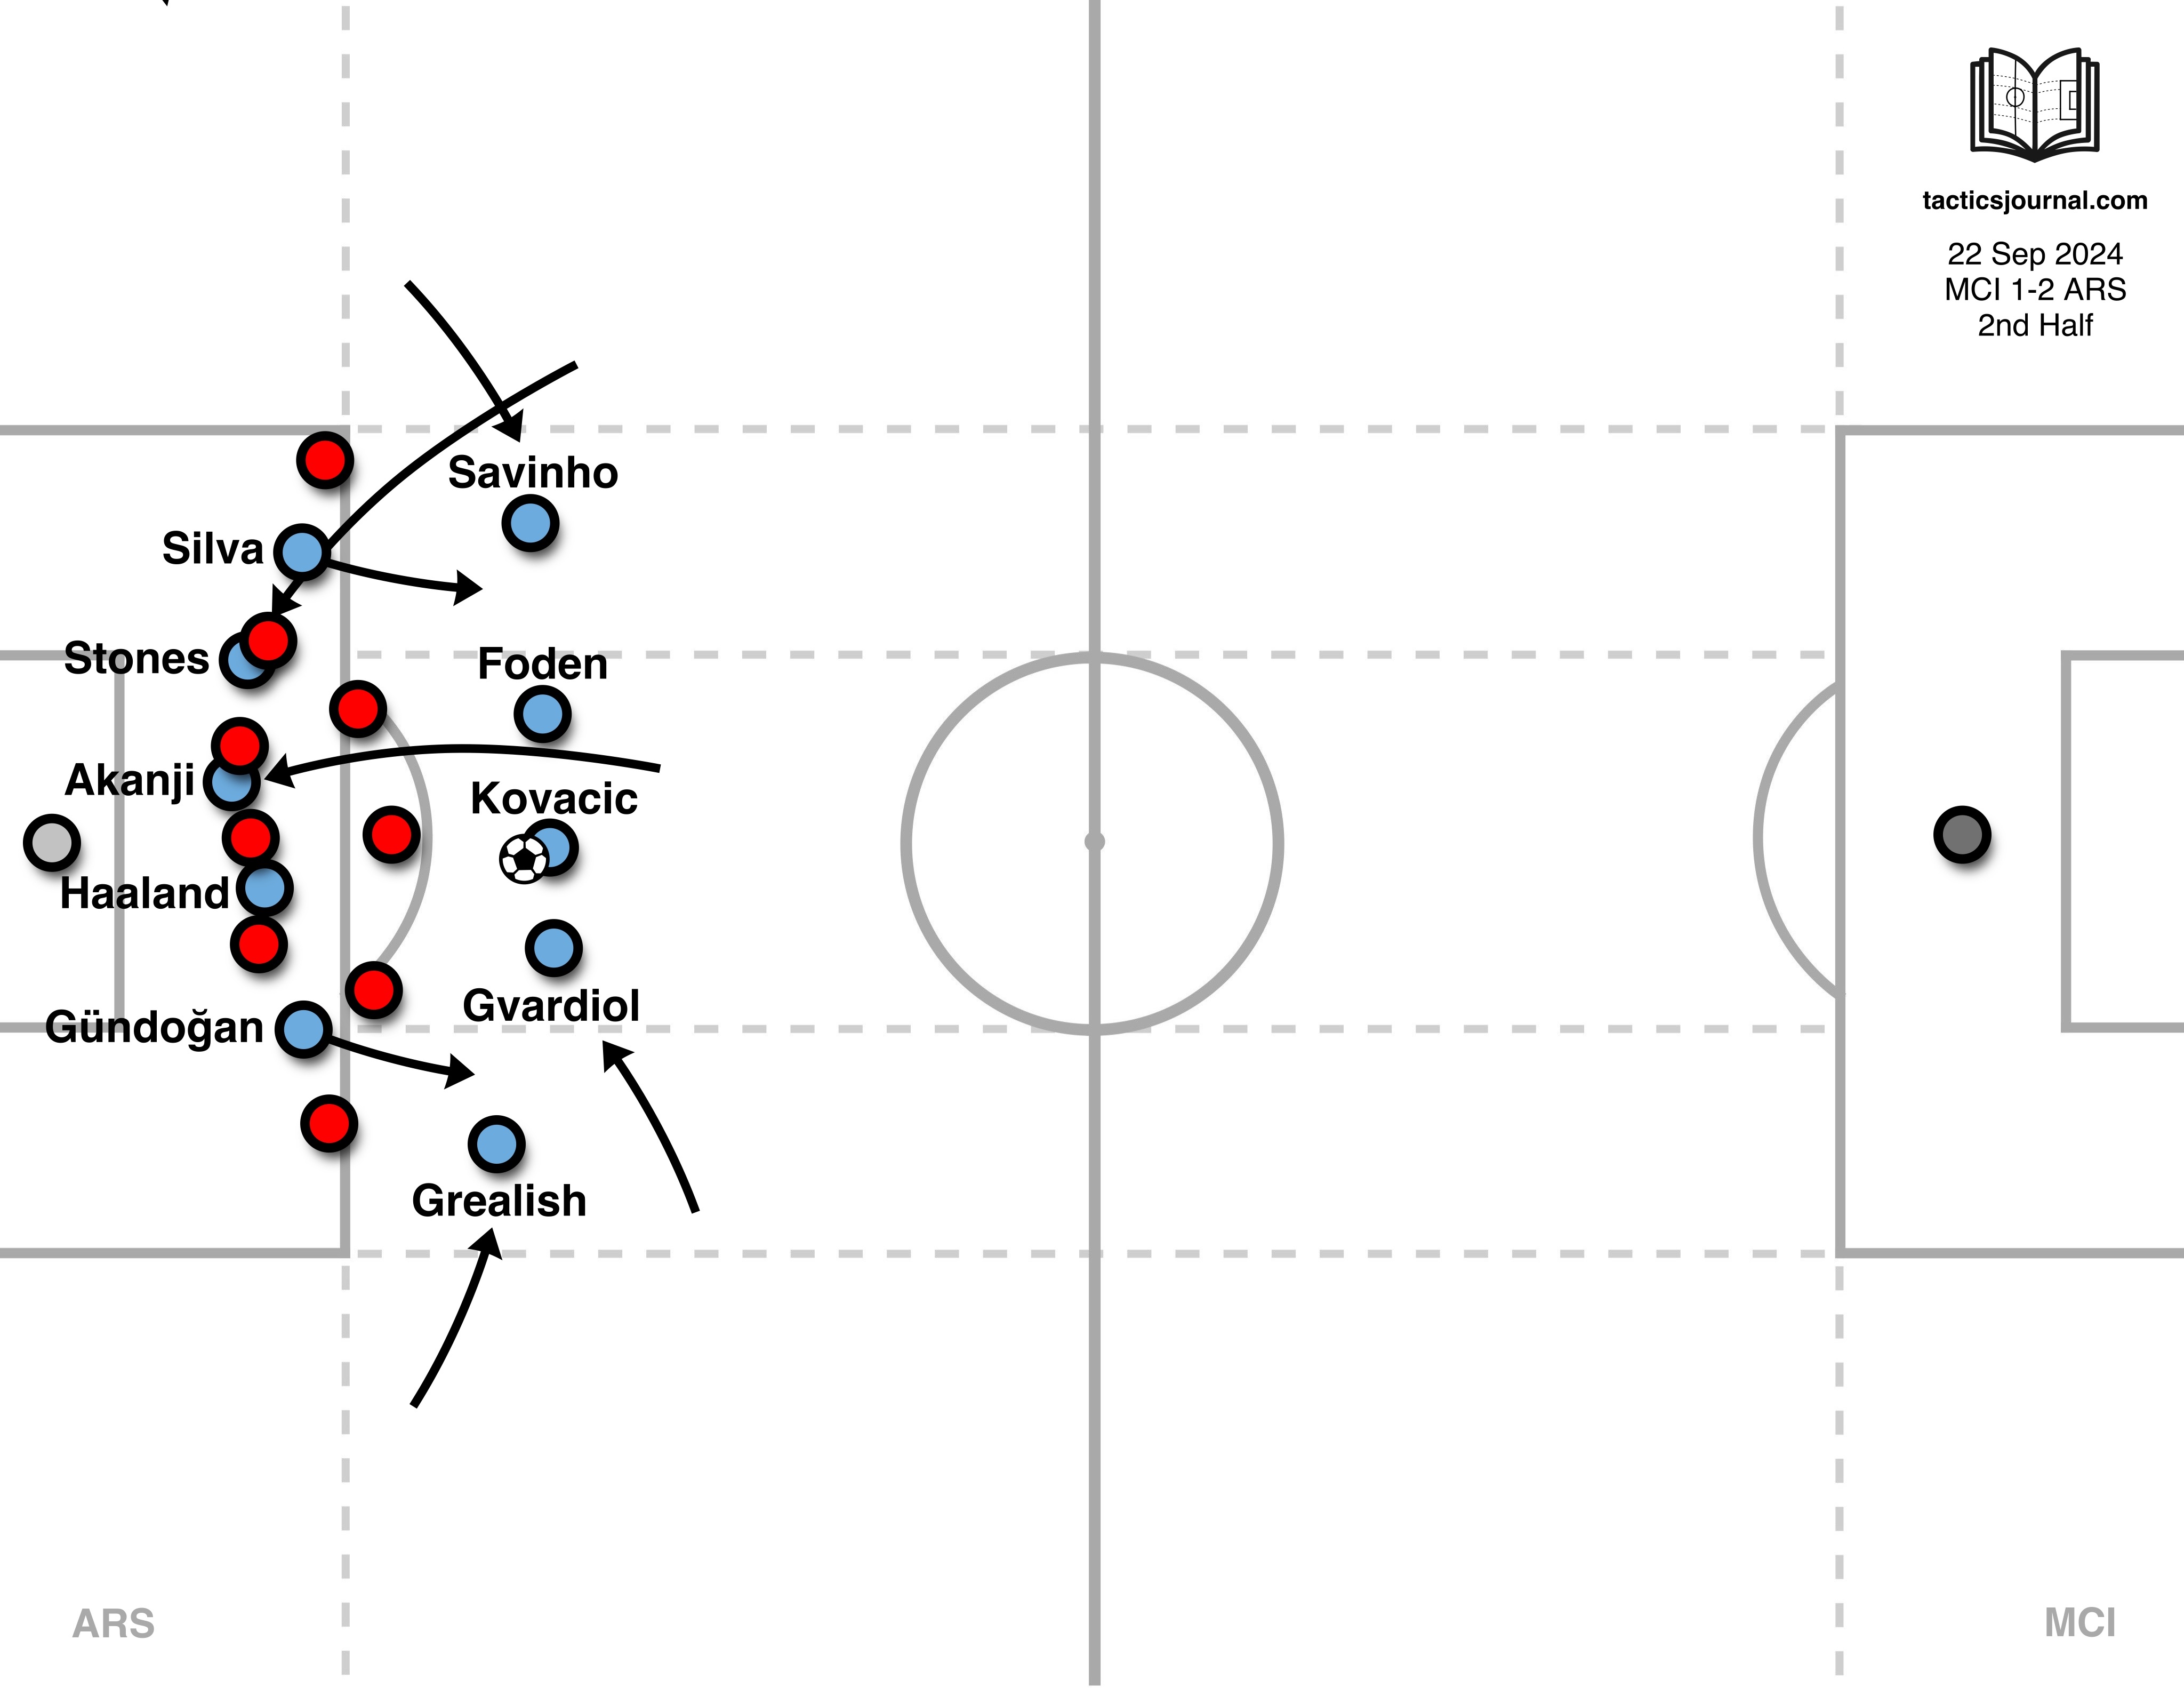 tacticsjournal.com
22 Sep 2024
MCI 1-2 ARS
2nd Half
Savinho
Silva
Stones
Foden
Akanji
Kovacic
Haaland
Gvardiol
Gündoğan
Grealish
ARS
MCI